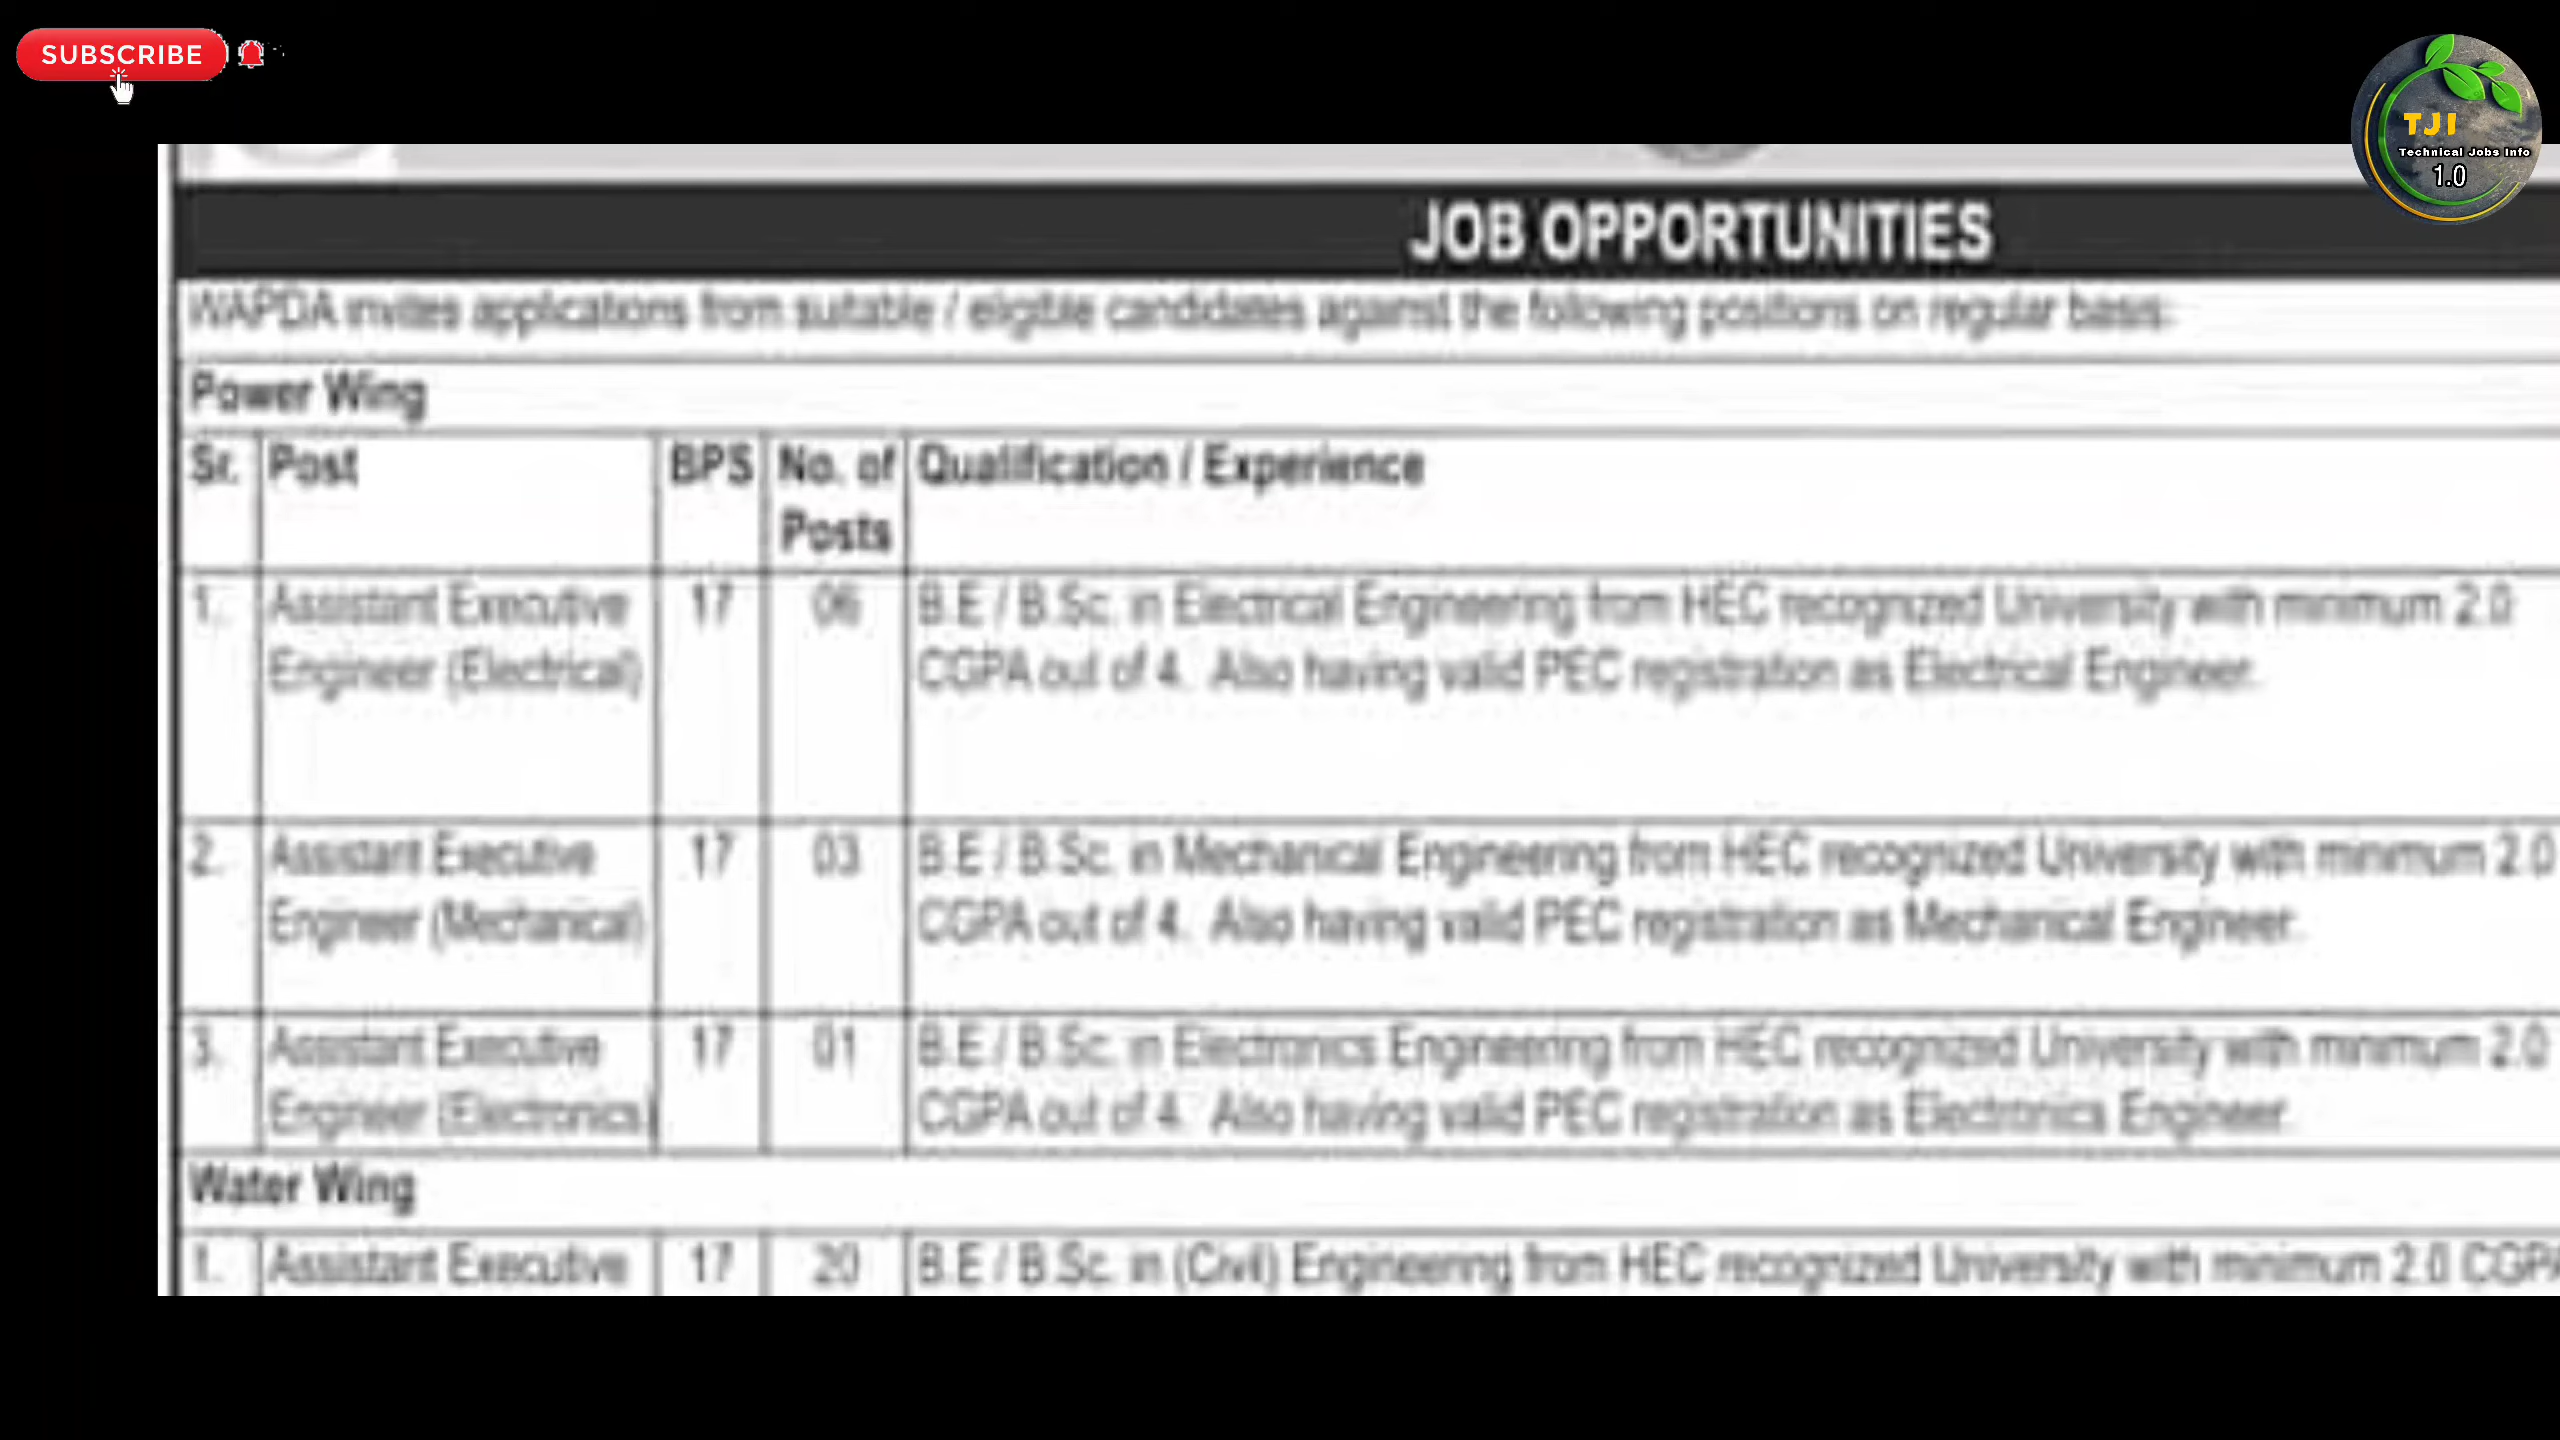 SUBSCRIBE
TJI
Technical Jobs Info
1.0
JOB OPPORTUNITIES
WAPDA invites applications from suitable / eligible candidates against the following positions on regular basis:
Power Wing
Sr. Post BPS No. of Qualification / Experience
Posts
1. Assistant Executive 17 06 B.E / B.Sc. in Electrical Engineering from HEC recognized University with minimum 2.0
Engineer (Electrical) CGPA out of 4. Also having valid PEC registration as Electrical Engineer.
2. Assistant Executive 17 03 B.E / B.Sc. in Mechanical Engineering from HEC recognized University with minimum 2.0
Engineer (Mechanical) CGPA out of 4. Also having valid PEC registration as Mechanical Engineer.
3. Assistant Executive 17 01 B.E / B.Sc. in Electronics Engineering from HEC recognized University with minimum 2.0
Engineer (Electronics) CGPA out of 4. Also having valid PEC registration as Electronics Engineer.
Water Wing
1. Assistant Executive 17 20 B.E / B.Sc. in (Civil) Engineering from HEC recognized University with minimum 2.0 CGPA